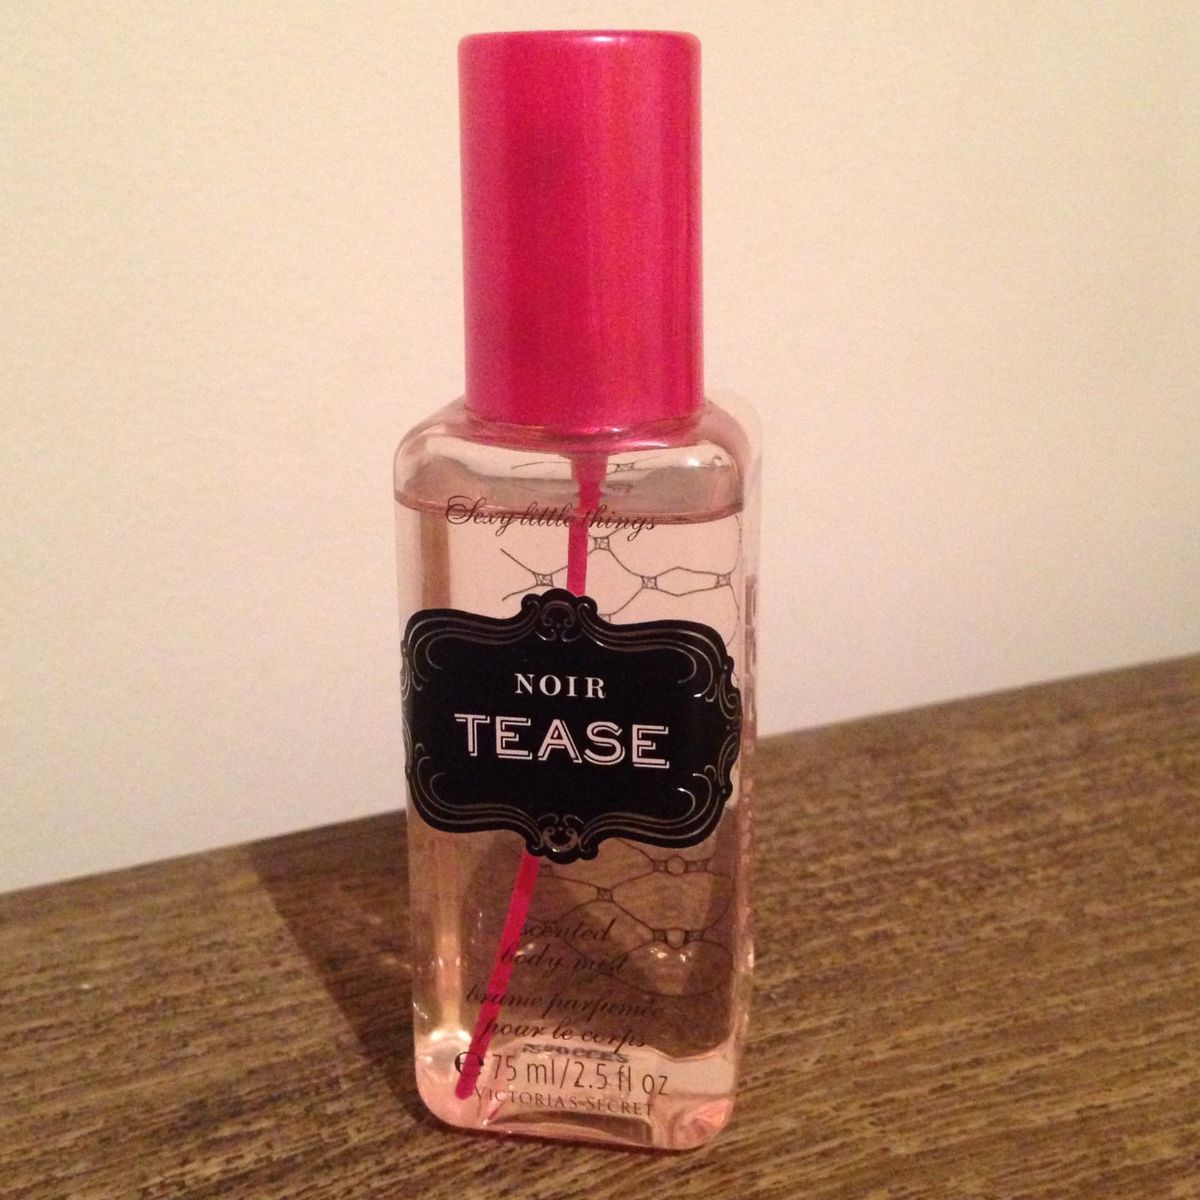 Sexy little things
NOIR
TEASE
scented
body mist
brume parfumée
pour le corps
e 75 ml/2.5 fl oz
VICTORIA'S SECRET